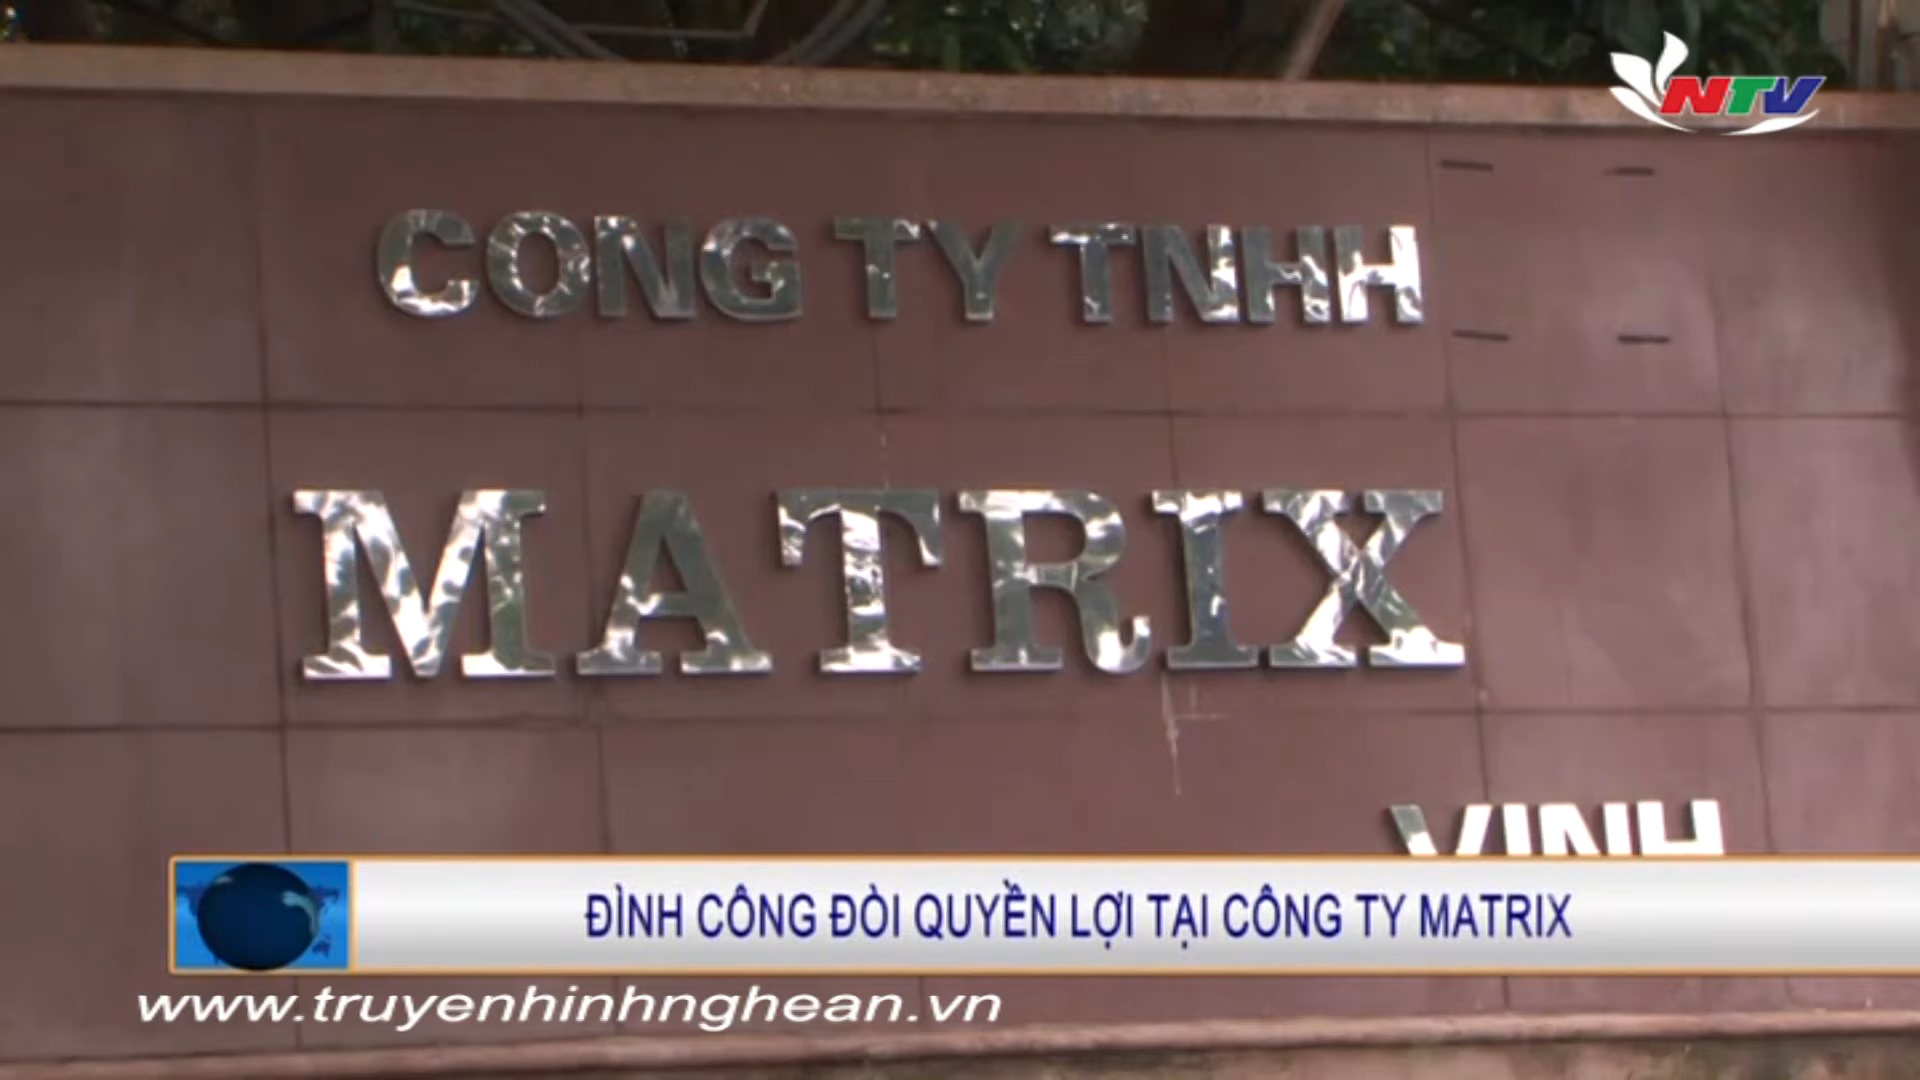 NTV
CONG TY TNHH
MATRIX
VINH
ĐÌNH CÔNG ĐÒI QUYỀN LỢI TẠI CÔNG TY MATRIX
www.truyenhinhnghean.vn